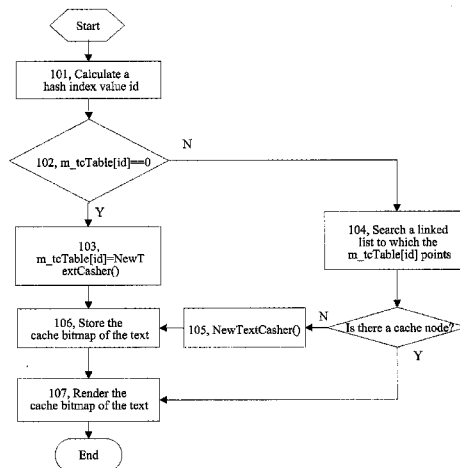 Start
101, Calculate a
hash index value id
102, m_tcTable[id]==0
N
Y
103,
m_tcTable[id]=NewT
extCasher()
104, Search a linked
list to which the
m_tcTable[id] points
Is there a cache node?
N
Y
105, NewTextCasher()
106, Store the
cache bitmap of the text
107, Render the
cache bitmap of the text
End